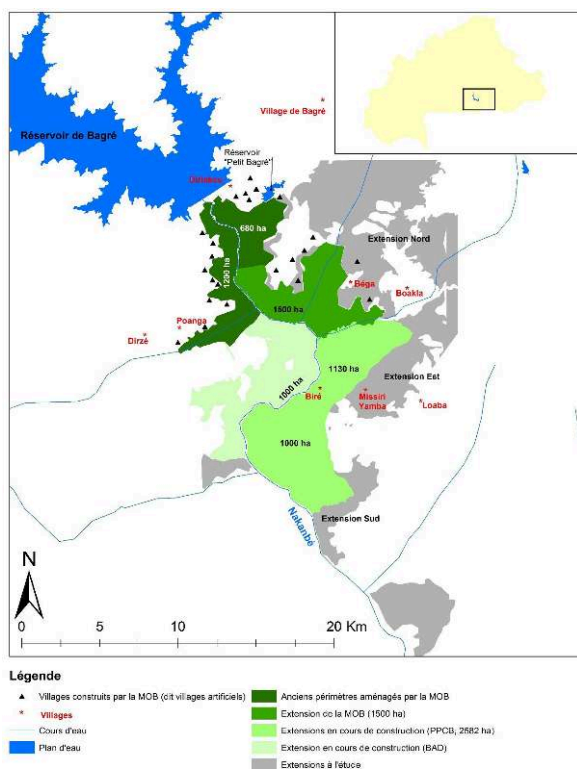 Village de Bagré
Réservoir de Bagré
Réservoir
"Petit Bagré"
680 ha
Extension Nord
1200 ha
Béga
Boakla
1500 ha
Poanga
Dirzé
1130 ha
Extension Est
1000 ha
Biré
Missiri
Yamba
Loaba
1000 ha
Extension Sud
Nakanbé
N
0 5 10 20 Km
Légende
Villages construits par la MOB (dit villages artificiels)
Villages
Cours d'eau
Plan d'eau
Anciens périmètres aménagés par la MOB
Extension de la MOB (1500 ha)
Extensions en cours de construction (PPCB, 2582 ha)
Extension en cours de construction (BAD)
Extensions à l'étuce